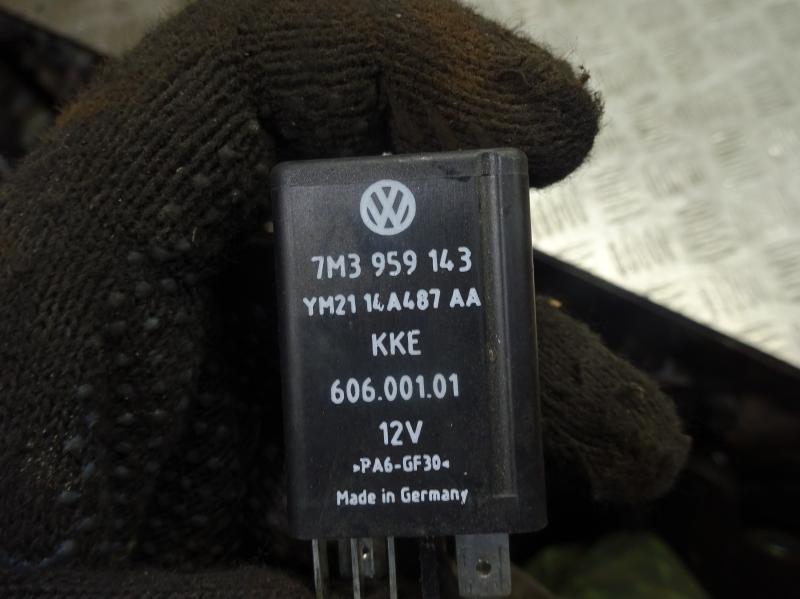 7M3 959 143
YM21 14A487 AA
KKE
606.001.01
12V
>PA6-GF30<
Made in Germany